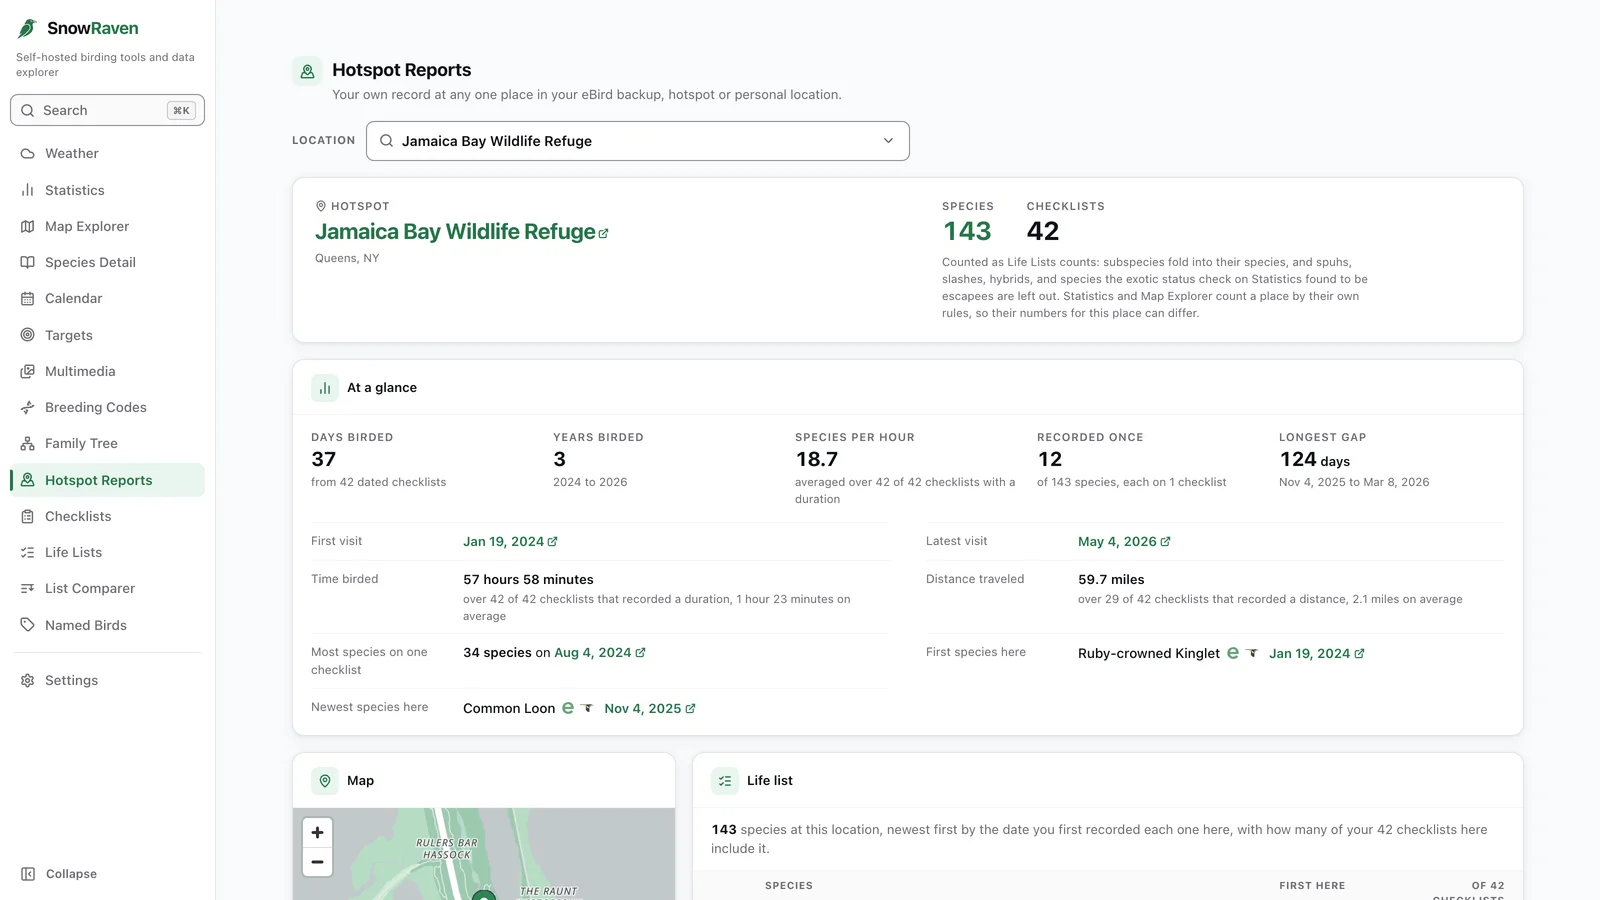 SnowRaven
Self-hosted birding tools and data
explorer
Search
⌘K
Weather
Statistics
Map Explorer
Species Detail
Calendar
Targets
Multimedia
Breeding Codes
Family Tree
Hotspot Reports
Checklists
Life Lists
List Comparer
Named Birds
Settings
Collapse
Hotspot Reports
Your own record at any one place in your eBird backup, hotspot or personal location.
LOCATION
Jamaica Bay Wildlife Refuge
HOTSPOT
Jamaica Bay Wildlife Refuge
Queens, NY
SPECIES
143
CHECKLISTS
42
Counted as Life Lists counts: subspecies fold into their species, and spuhs,
slashes, hybrids, and species the exotic status check on Statistics found to be
escapees are left out. Statistics and Map Explorer count a place by their own
rules, so their numbers for this place can differ.
At a glance
DAYS BIRDED
37
from 42 dated checklists
YEARS BIRDED
3
2024 to 2026
SPECIES PER HOUR
18.7
averaged over 42 of 42 checklists with a
duration
RECORDED ONCE
12
of 143 species, each on 1 checklist
LONGEST GAP
124 days
Nov 4, 2025 to Mar 8, 2026
First visit
Jan 19, 2024
Latest visit
May 4, 2026
Time birded
57 hours 58 minutes
over 42 of 42 checklists that recorded a duration, 1 hour 23 minutes on
average
Distance traveled
59.7 miles
over 29 of 42 checklists that recorded a distance, 2.1 miles on average
Most species on one
checklist
34 species on Aug 4, 2024
First species here
Ruby-crowned Kinglet e Jan 19, 2024
Newest species here
Common Loon e Nov 4, 2025
Map
+
−
RULERS BAR
HASSOCK
THE RAUNT
Life list
143 species at this location, newest first by the date you first recorded each one here, with how many of your 42 checklists here
include it.
SPECIES
FIRST HERE
OF 42
CHECKLISTS